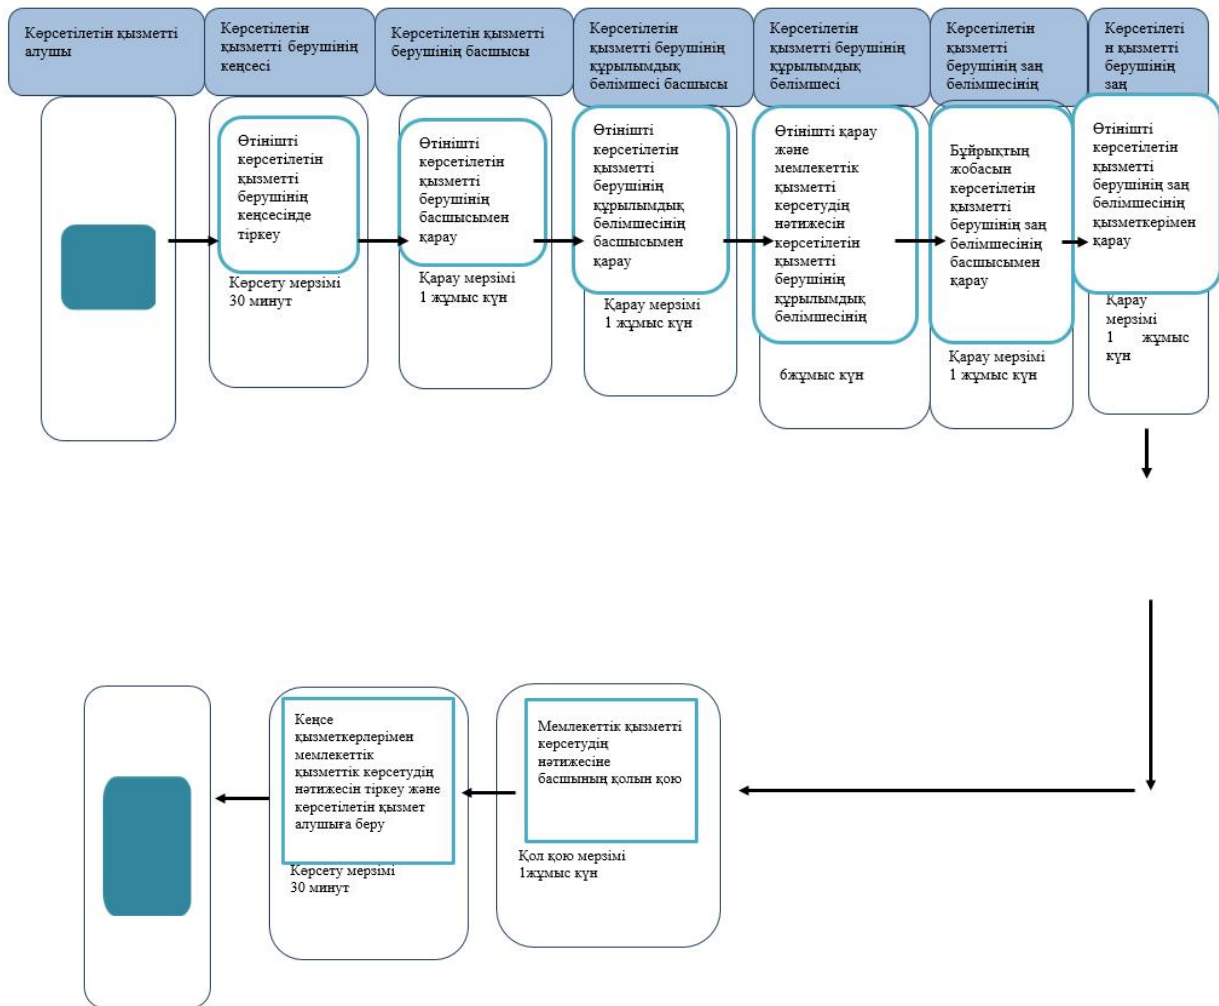 Көрсетілетін қызметті
алушы
Көрсетілетін
қызметті берушінің
кеңсесі
Көрсетілетін қызметті
берушінің басшысы
Көрсетілетін
қызметті берушінің
құрылымдық
бөлімшесі басшысы
Көрсетілетін
қызметті берушінің
құрылымдық
бөлімшесі
Көрсетілетін
қызметті
берушінің заң
бөлімшесінің
Көрсетілеті
н қызметті
берушінің
заң
Өтінішті
көрсетілетін
қызметті
берушінің
кеңсесінде
тіркеу
Көрсету мерзімі
30 минут
Өтінішті
көрсетілетін
қызметті
берушінің
басшысымен
қарау
Қарау мерзімі
1 жұмыс күн
Өтінішті
көрсетілетін
қызметті
берушінің
құрылымдық
бөлімшесінің
басшысымен
қарау
Қарау мерзімі
1 жұмыс күн
Өтінішті қарау
және
мемлекеттік
қызметті
көрсетудің
нәтижесін
көрсетілетін
қызметті
берушінің
құрылымдық
бөлімшесінің
6жұмыс күн
Бұйрықтың
жобасын
көрсетілетін
қызметті
берушінің заң
бөлімшесінің
басшысымен
қарау
Қарау мерзімі
1 жұмыс күн
Өтінішті
көрсетілетін
қызметті
берушінің заң
бөлімшесінің
қызметкерімен
қарау
Қарау
мерзімі
1 жұмыс
күн
Кеңсе
қызметкерлерімен
мемлекеттік
қызметтік көрсетудің
нәтижесін тіркеу және
көрсетілетін қызмет
алушыға беру
Көрсету мерзімі
30 минут
Мемлекеттік қызметті
көрсетудің
нәтижесіне
басшының қолын қою
Қол қою мерзімі
1жұмыс күн